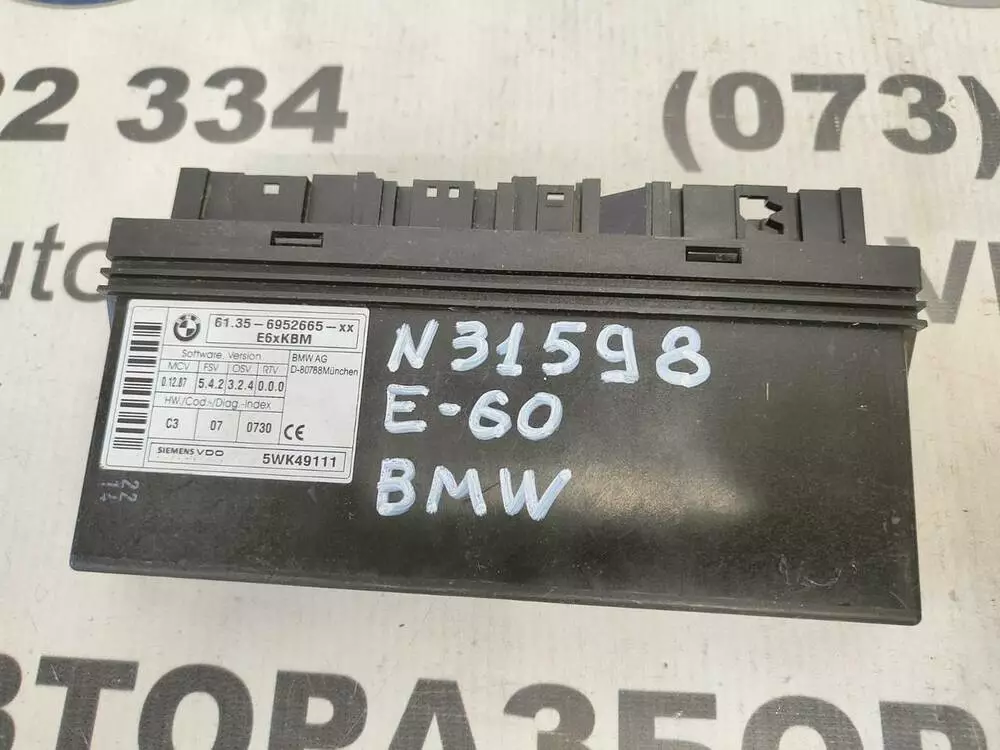 22 334 (073)
uto
61.35 - 6952665 - xx
E6xKBM
Software, Version
MCV FSV OSV RTV
0.12.87 5.4.2 3.2.4 0.0.0
HW./Cod.-/Diag.-Index
C3 07 0730
BMW AG
D-80788München
CE
SIEMENS VDO 5WK49111
N31598
E-60
BMW
ВТОРАЗБОР